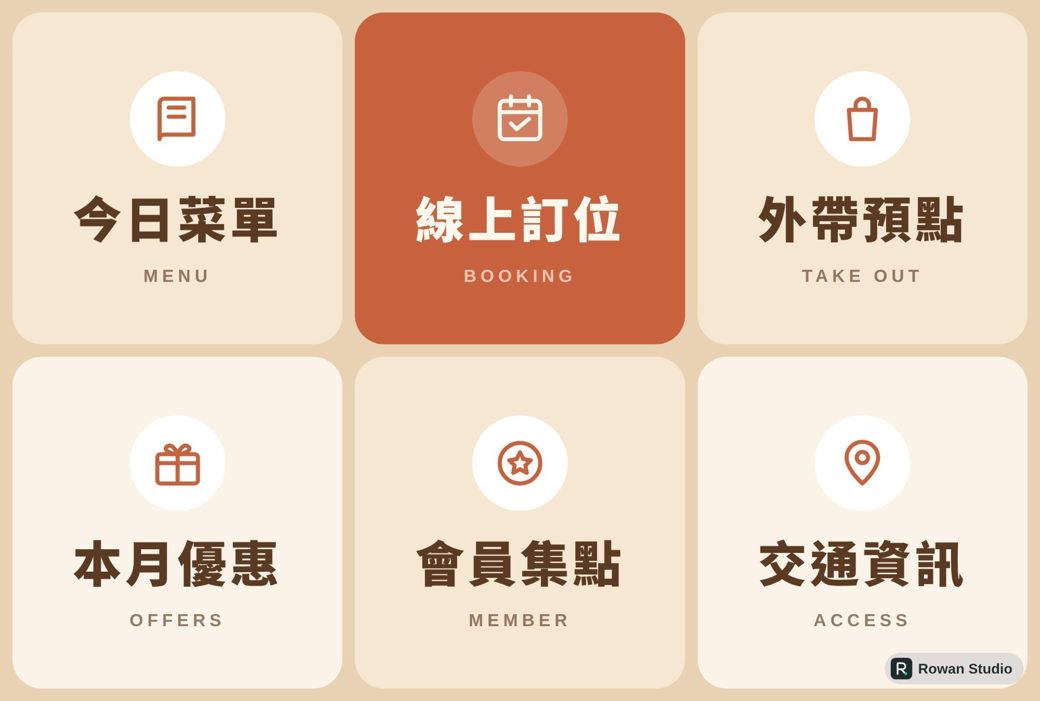 今日菜單
MENU
線上訂位
BOOKING
外帶預點
TAKE OUT
本月優惠
OFFERS
會員集點
MEMBER
交通資訊
ACCESS
R Rowan Studio